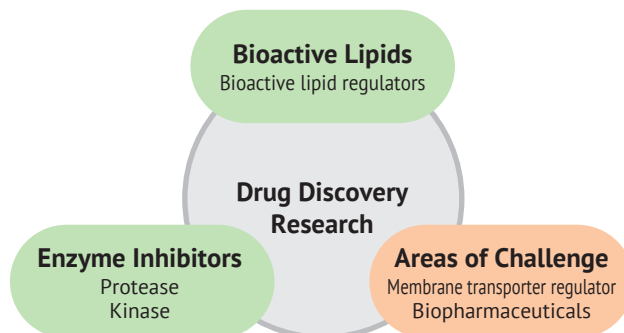 Bioactive Lipids
Bioactive lipid regulators
Drug Discovery
Research
Enzyme Inhibitors
Protease
Kinase
Areas of Challenge
Membrane transporter regulator
Biopharmaceuticals